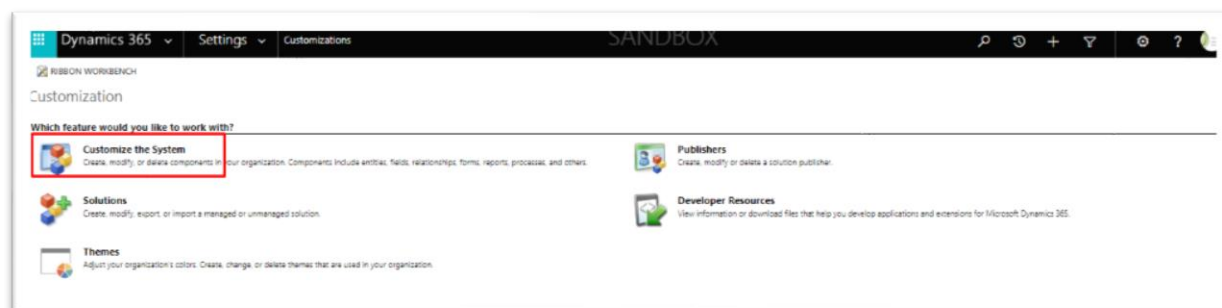 Dynamics 365 Settings Customizations SANDBOX ?
RIBBON WORKBENCH
Customization
Which feature would you like to work with?
Customize the System
Create, modify, or delete components in your organization. Components include entities, fields, relationships, forms, reports, processes, and others.
Publishers
Create, modify or delete a solution publisher.
Solutions
Create, modify, export, or import a managed or unmanaged solution.
Developer Resources
View information or download files that help you develop applications and extensions for Microsoft Dynamics 365.
Themes
Adjust your organization's colors. Create, change, or delete themes that are used in your organization.